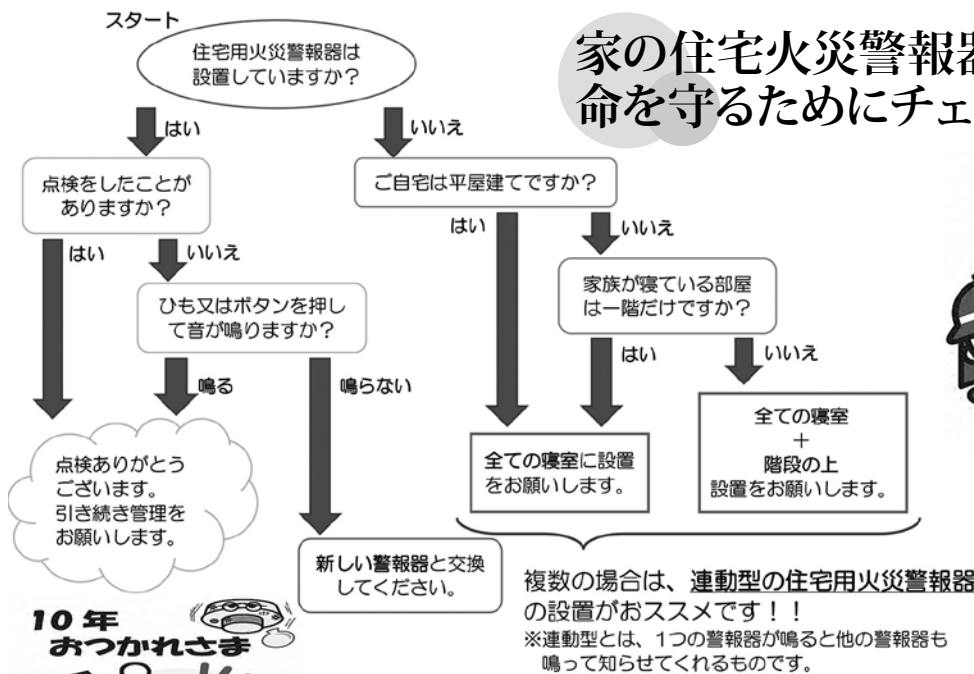 家の住宅火災警報器
命を守るためにチェ
スタート
住宅用火災警報器は
設置していますか？
はい
いいえ
点検をしたことが
ありますか？
ご自宅は平屋建てですか？
はい
いいえ
はい
いいえ
ひも又はボタンを押し
て音が鳴りますか？
家族が寝ている部屋
は一階だけですか？
鳴る
鳴らない
はい
いいえ
点検ありがとう
ございます。
引き続き管理を
お願いします。
新しい警報器と交換
してください。
全ての寝室に設置
をお願いします。
全ての寝室
＋
階段の上
設置をお願いします。
複数の場合は、連動型の住宅用火災警報器
の設置がおススメです！！
※連動型とは、1つの警報器が鳴ると他の警報器も
鳴って知らせてくれるものです。
10年
おつかれさま